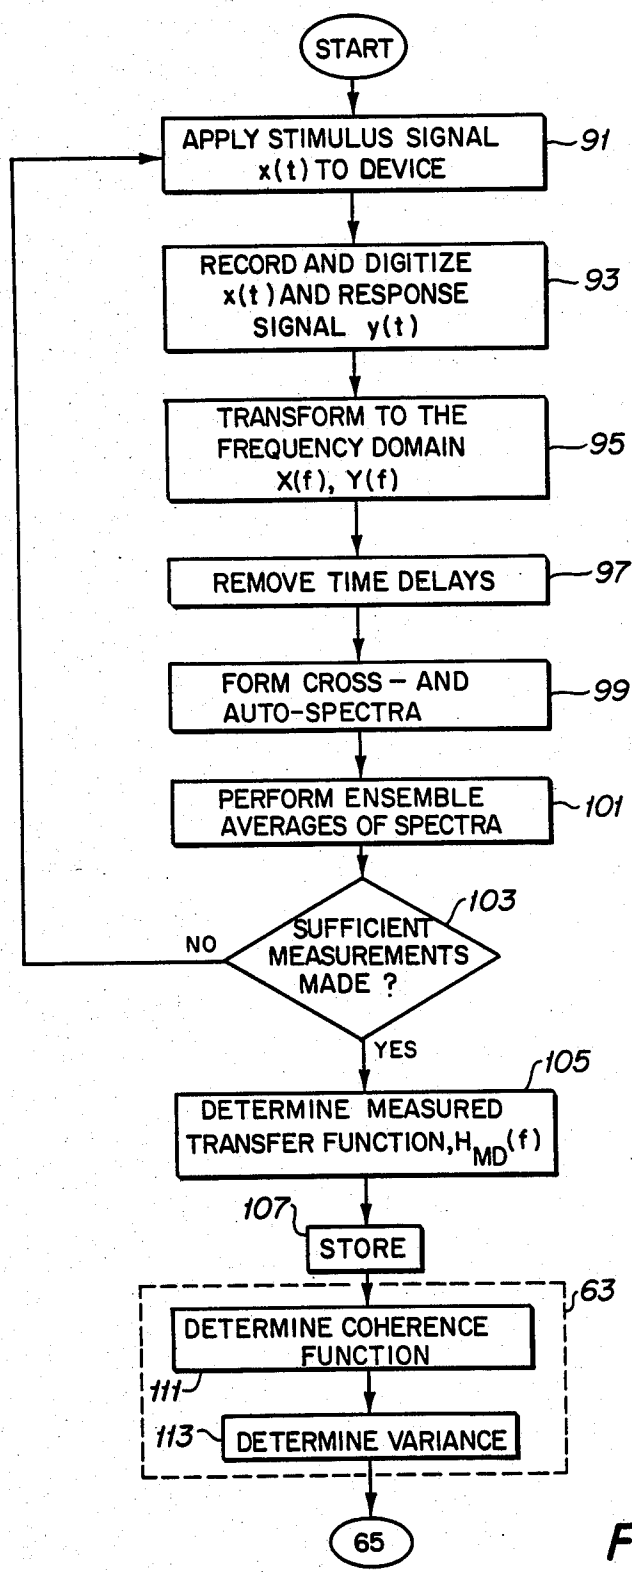 START
APPLY STIMULUS SIGNAL
x(t) TO DEVICE
91
RECORD AND DIGITIZE
x(t) AND RESPONSE
SIGNAL y(t)
93
TRANSFORM TO THE
FREQUENCY DOMAIN
X(f), Y(f)
95
REMOVE TIME DELAYS
97
FORM CROSS – AND
AUTO-SPECTRA
99
PERFORM ENSEMBLE
AVERAGES OF SPECTRA
101
103
SUFFICIENT
MEASUREMENTS
MADE ?
NO
YES
105
DETERMINE MEASURED
TRANSFER FUNCTION, H_MD(f)
107
STORE
63
DETERMINE COHERENCE
FUNCTION
111
113
DETERMINE VARIANCE
65
F